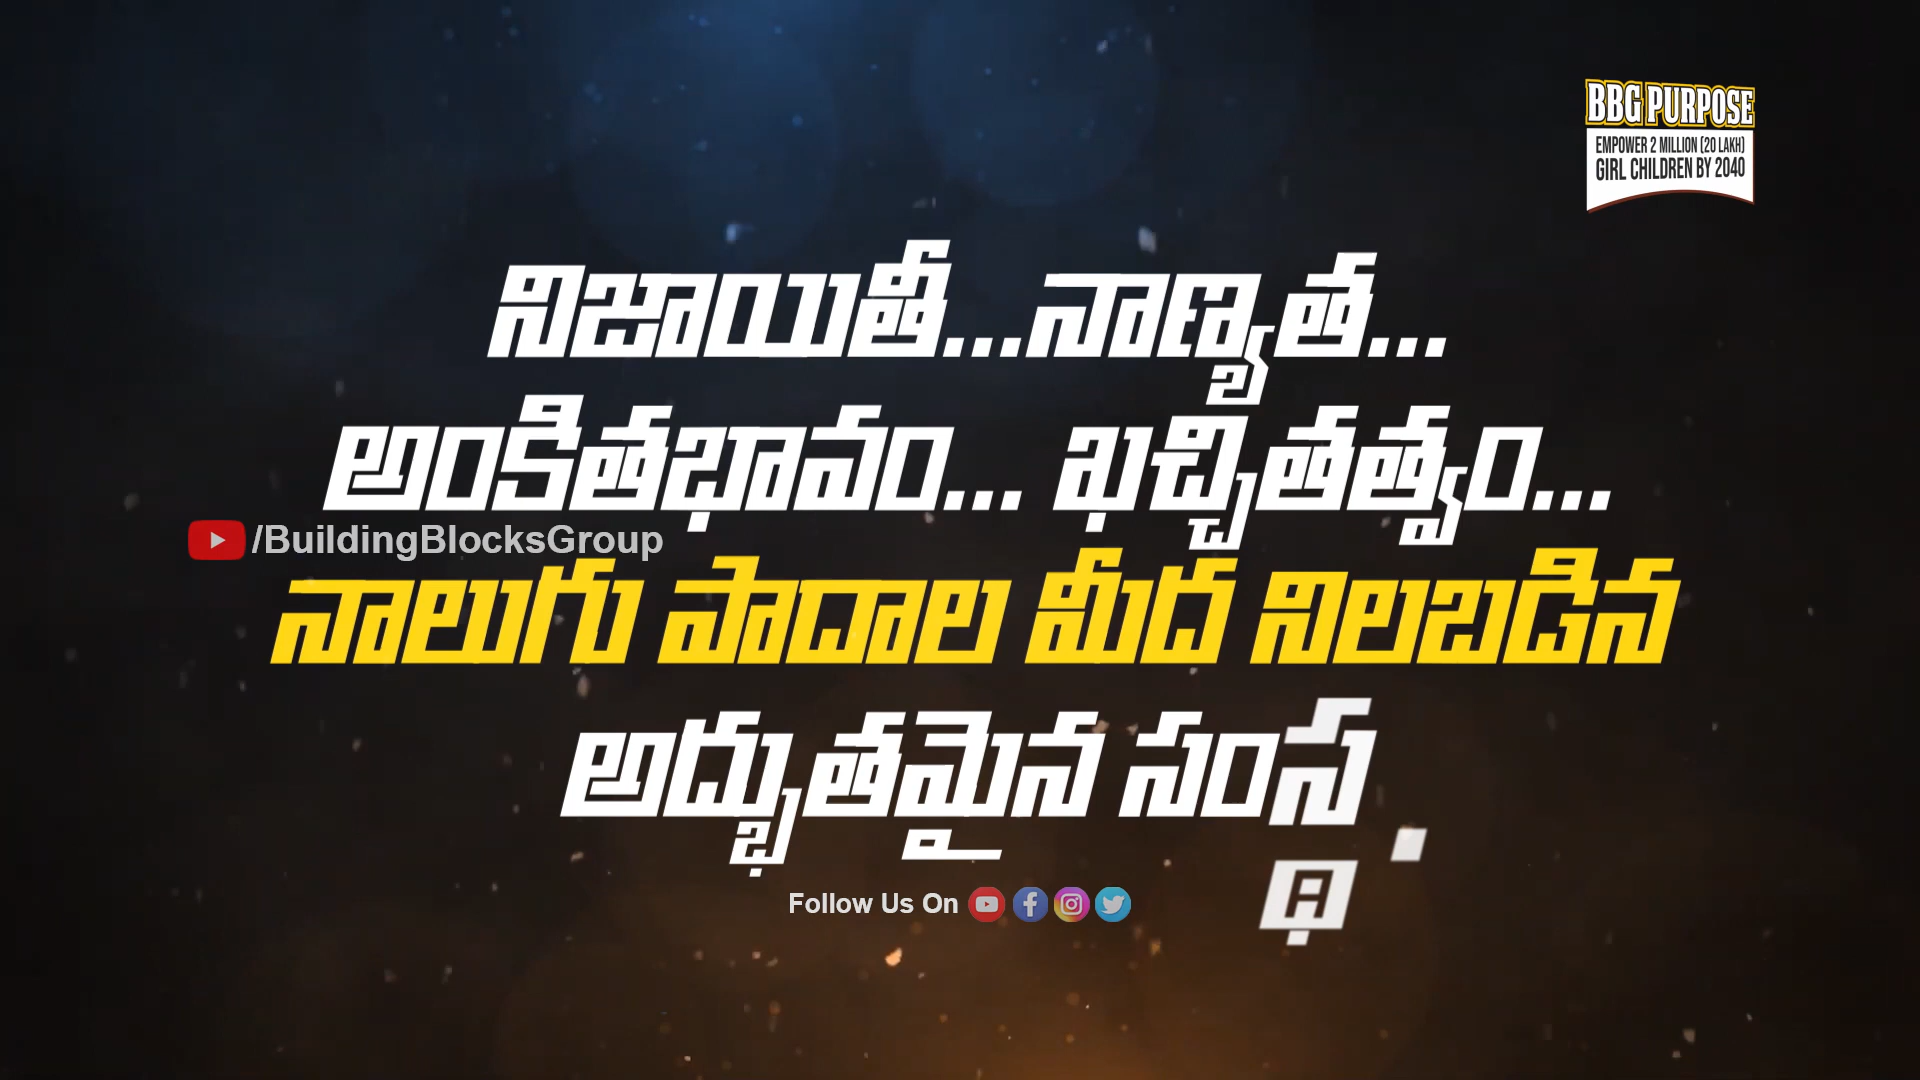 BBG PURPOSE
EMPOWER 2 MILLION (20 LAKH)
GIRL CHILDREN BY 2040
నిజాయితీ...నాణ్యతే...
అంకితభావం... ఖచ్చితత్వం...
/BuildingBlocksGroup
నాలుగు పాదాల మీద నిలబడిన
అద్భుతమైన సంస్థ.
Follow Us On